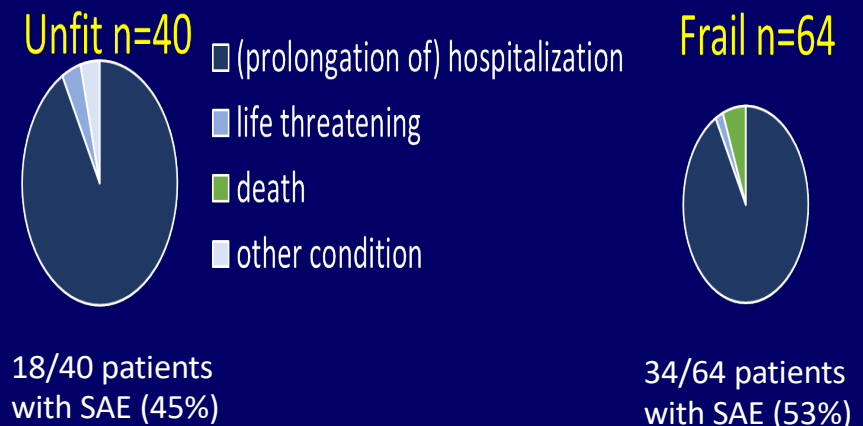 Unfit n=40
(prolongation of) hospitalization
life threatening
death
other condition
Frail n=64
18/40 patients
with SAE (45%)
34/64 patients
with SAE (53%)